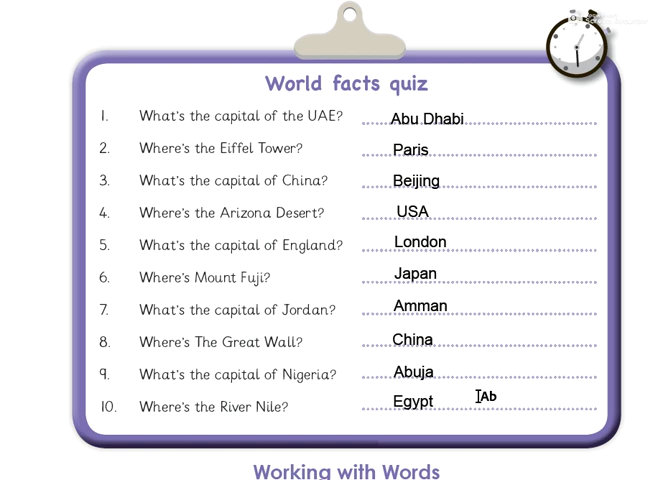 World facts quiz
1. What's the capital of the UAE? Abu Dhabi
2. Where's the Eiffel Tower? Paris
3. What's the capital of China? Beijing
4. Where's the Arizona Desert? USA
5. What's the capital of England? London
6. Where's Mount Fuji? Japan
7. What's the capital of Jordan? Amman
8. Where's The Great Wall? China
9. What's the capital of Nigeria? Abuja
10. Where's the River Nile? Egypt Ab
Working with Words